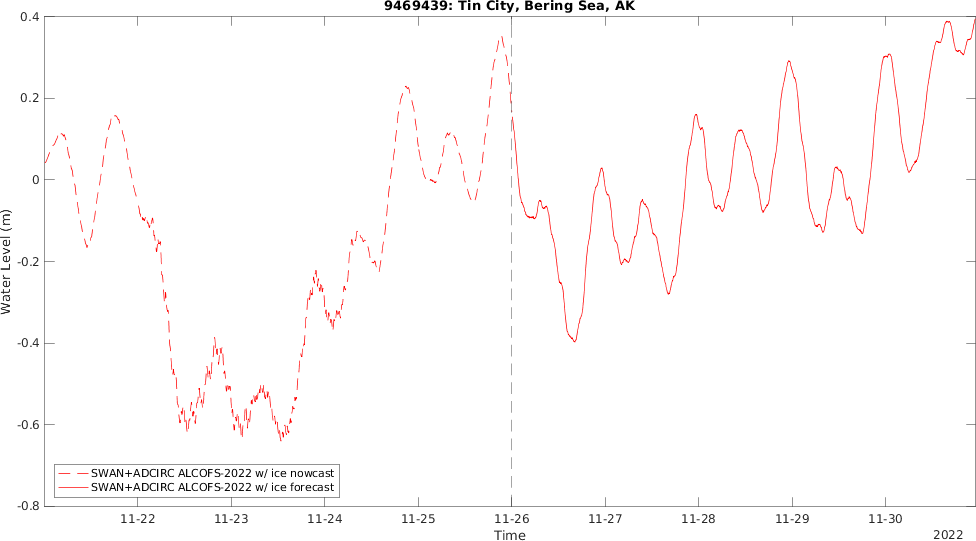 9469439: Tin City, Bering Sea, AK
0.4
0.2
0
-0.2
-0.4
-0.6
-0.8
Water Level (m)
SWAN+ADCIRC ALCOFS-2022 w/ ice nowcast
SWAN+ADCIRC ALCOFS-2022 w/ ice forecast
11-22 11-23 11-24 11-25 11-26 11-27 11-28 11-29 11-30
Time
2022